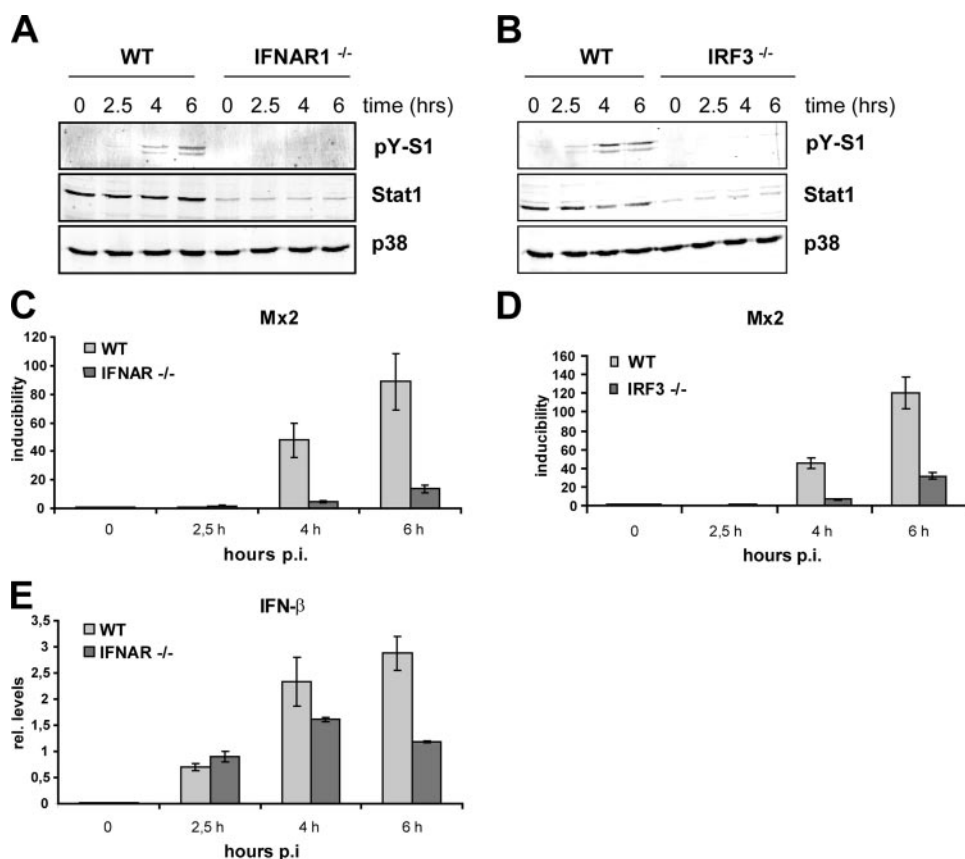 A
WT IFNAR1 -/-
0 2.5 4 6 0 2.5 4 6 time (hrs)
pY-S1
Stat1
p38
B
WT IRF3 -/-
0 2.5 4 6 0 2.5 4 6 time (hrs)
pY-S1
Stat1
p38
C
Mx2
inducibility
120
100
80
60
40
20
0
WT
IFNAR -/-
0 2,5 h 4 h 6 h
hours p.i.
D
Mx2
inducibility
160
140
120
100
80
60
40
20
0
WT
IRF3 -/-
0 2,5 h 4 h 6 h
hours p.i.
E
IFN-β
rel. levels
3,5
3
2,5
2
1,5
1
0,5
0
WT
IFNAR -/-
0 2,5 h 4 h 6 h
hours p.i